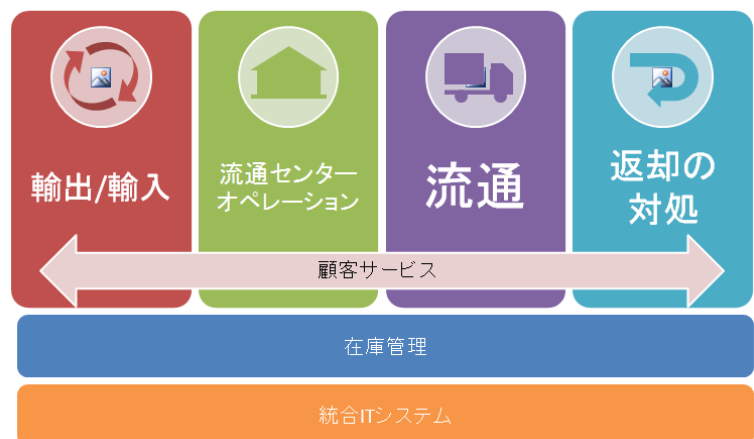 輸出/輸入
流通センター
オペレーション
流通
返却の
対処
顧客サービス
在庫管理
統合ITシステム